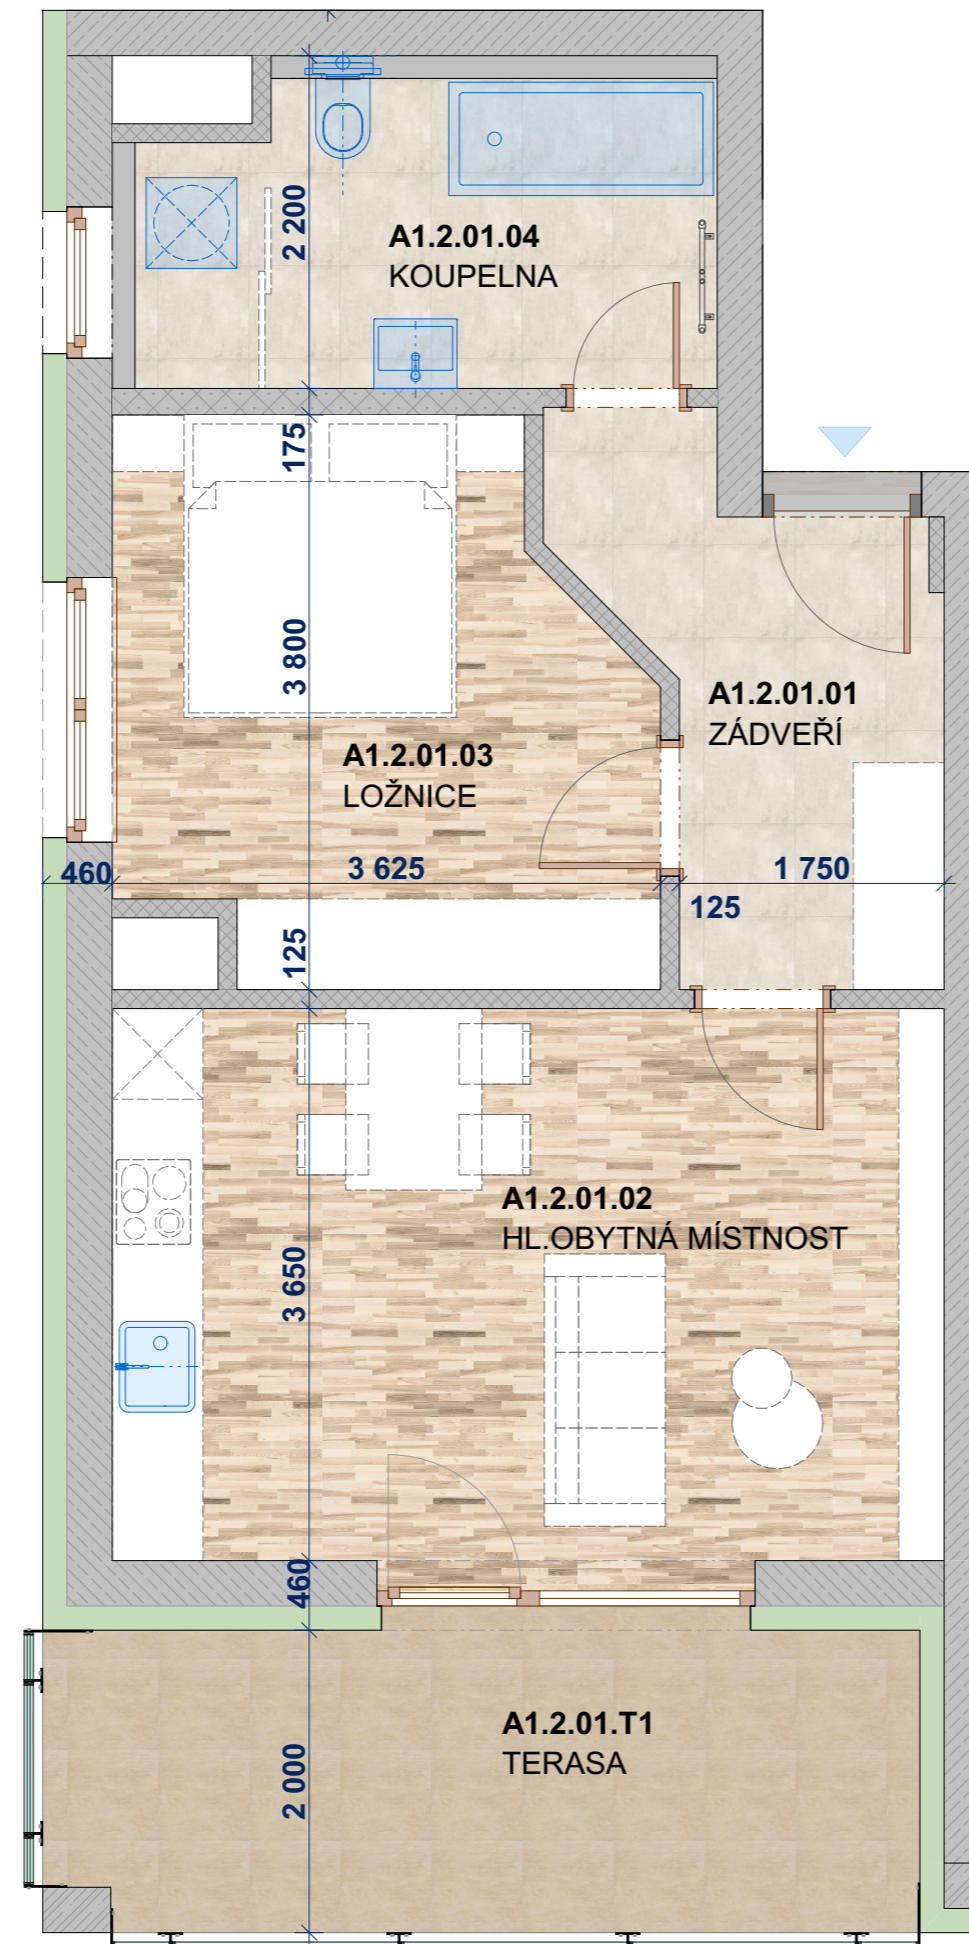 2 200
A1.2.01.04
KOUPELNA
175
3 800
A1.2.01.01
ZÁDVEŘÍ
A1.2.01.03
LOŽNICE
460
3 625
1 750
125
125
A1.2.01.02
HL.OBYTNÁ MÍSTNOST
3 650
460
A1.2.01.T1
TERASA
2 000